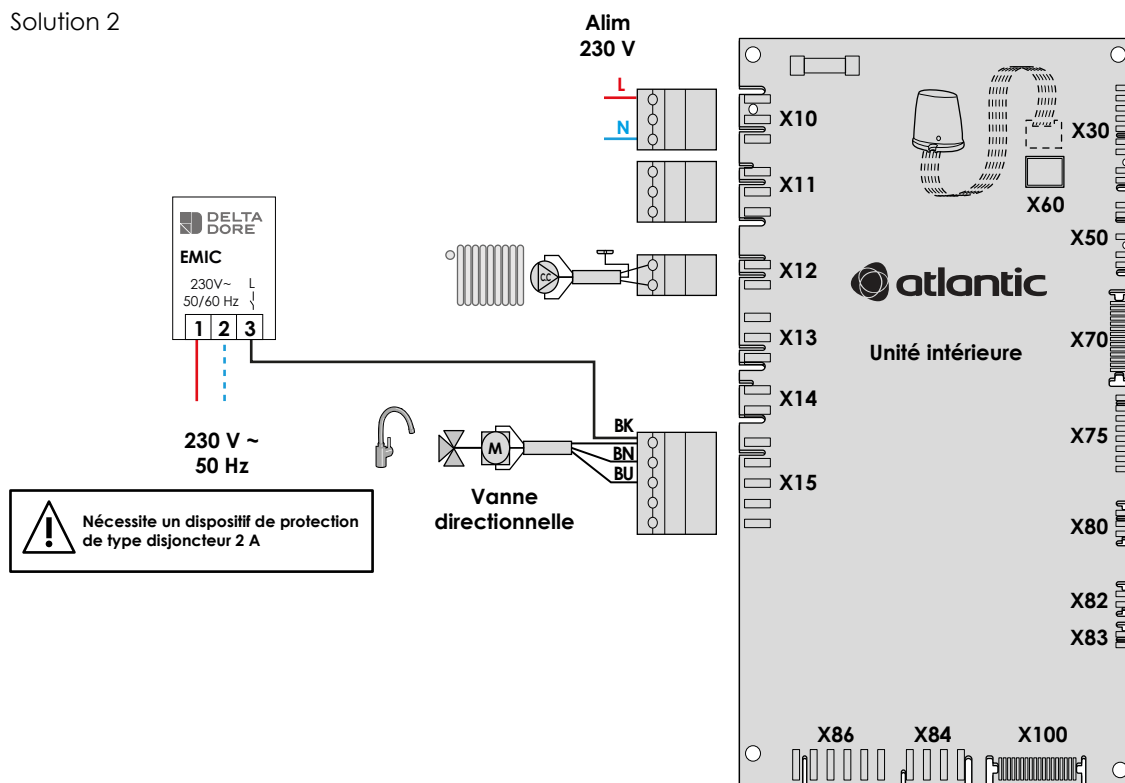 Solution 2
Alim
230 V
L
N
X10
X11
X12
X13
X14
X15
X30
X60
X50
X70
X75
X80
X82
X83
X86
X84
X100
atlantic
Unité intérieure
DELTA
DORE
EMIC
230V~ L
50/60 Hz
1 2 3
230 V ~
50 Hz
C.C
M
BK
BN
BU
Vanne
directionnelle
Nécessite un dispositif de protection
de type disjoncteur 2 A